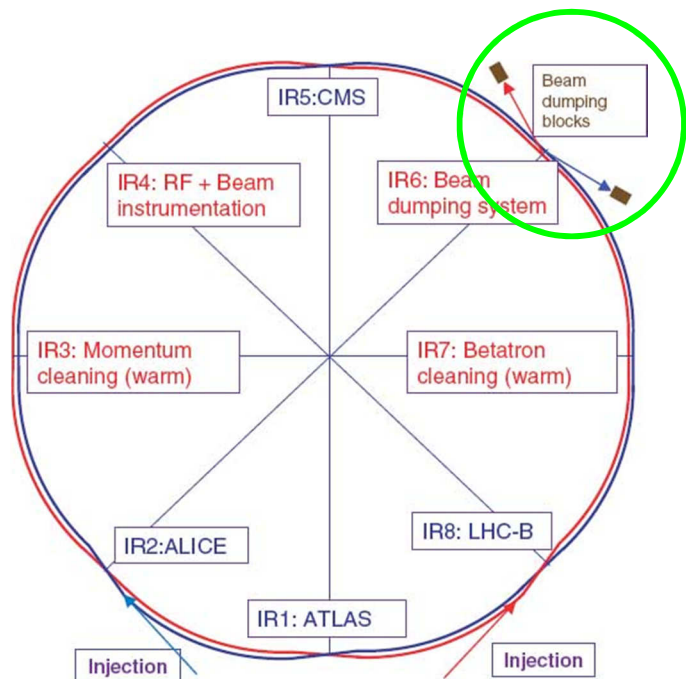 Beam
dumping
blocks
IR5:CMS
IR4: RF + Beam
instrumentation
IR6: Beam
dumping system
IR3: Momentum
cleaning (warm)
IR7: Betatron
cleaning (warm)
IR2:ALICE
IR8: LHC-B
IR1: ATLAS
Injection
Injection